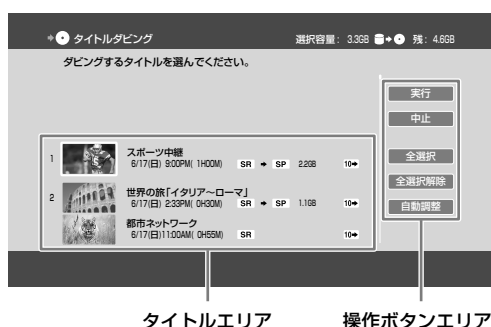 タイトルダビング 選択容量: 3.3GB 残: 4.6GB
ダビングするタイトルを選んでください。
実行
中止
全選択
全選択解除
自動調整
1 スポーツ中継
6/17(日) 9:00PM( 1H00M) SR SP 2.2GB 10
2 世界の旅「イタリア〜ローマ」
6/17(日) 2:33PM( 0H30M) SR SP 1.1GB 10
都市ネットワーク
6/17(日)11:00AM( 0H55M) SR 10
タイトルエリア 操作ボタンエリア